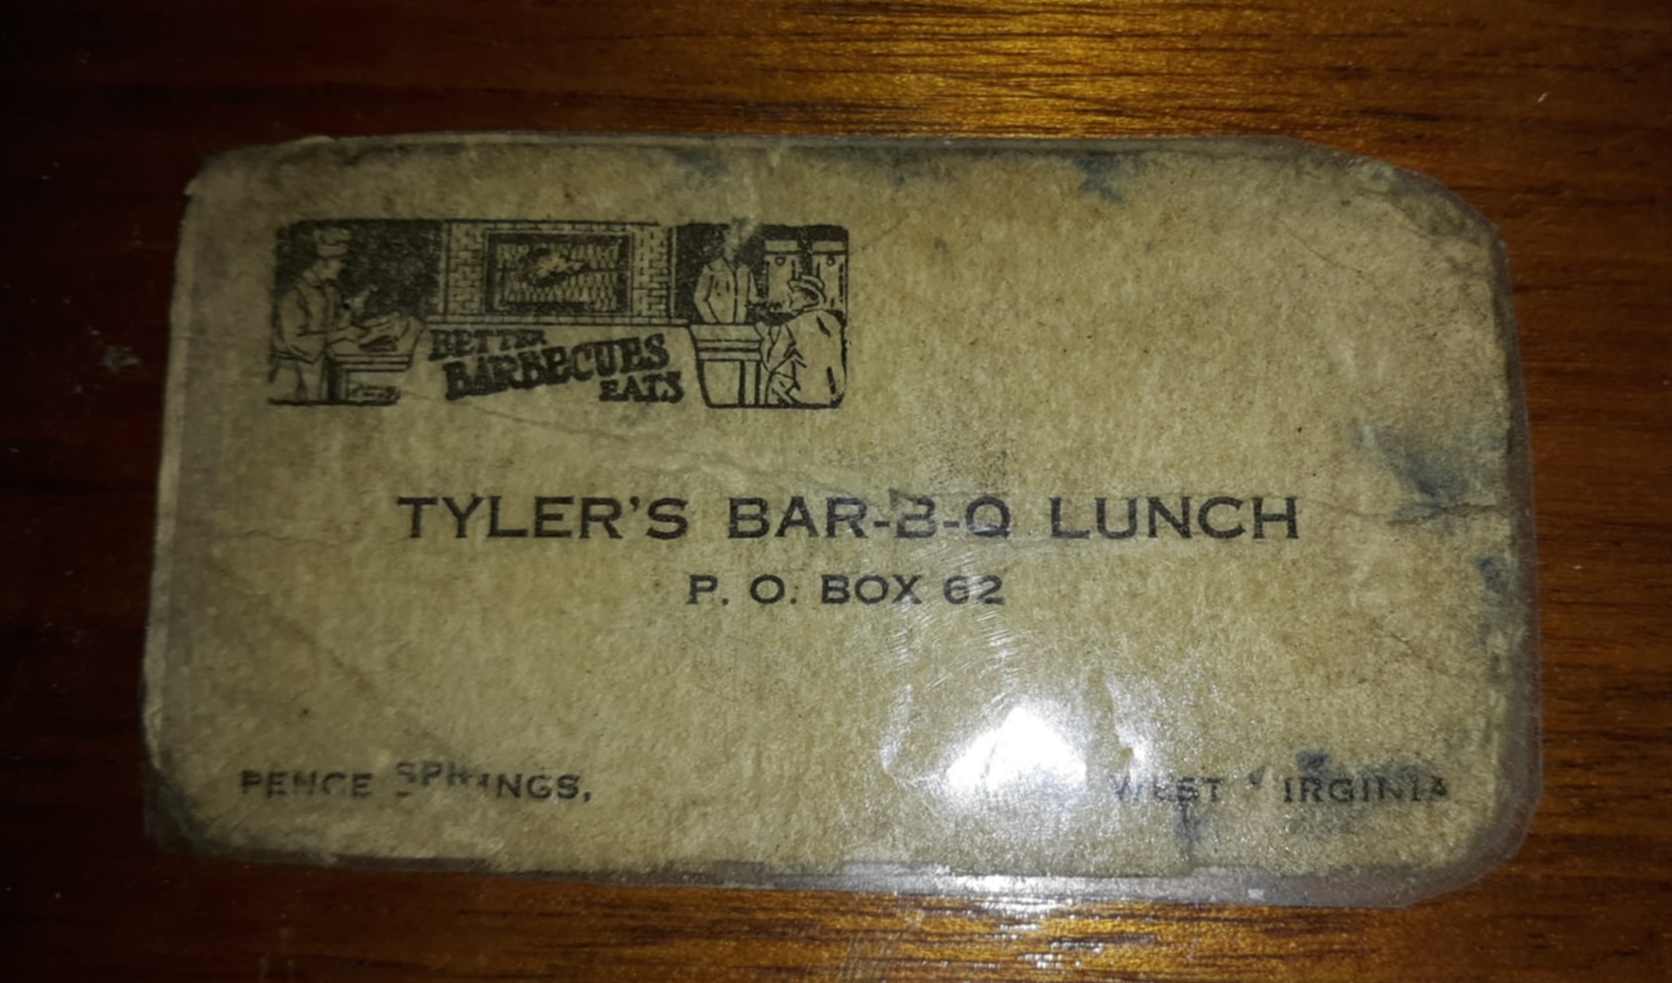 BETTER
BARBECUES
EATS
TYLER'S BAR-B-Q LUNCH
P. O. BOX 62
PENCE SPRINGS, WEST VIRGINIA